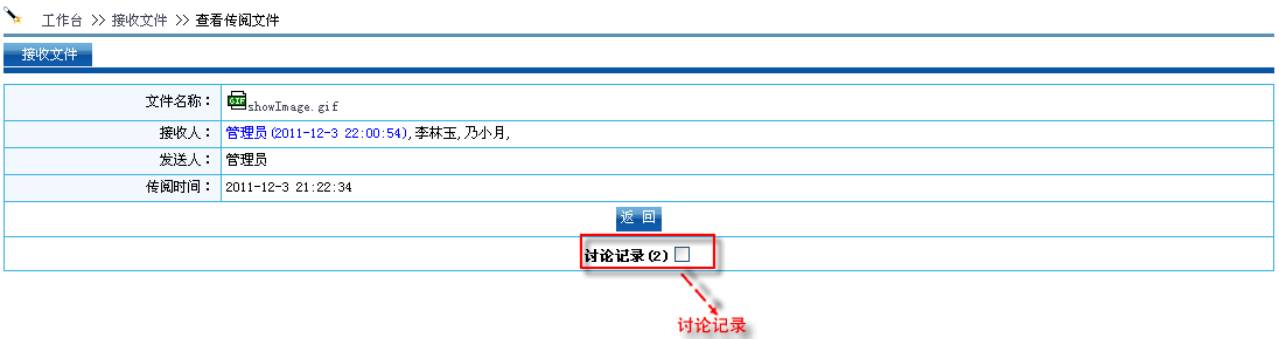 工作台 >> 接收文件 >> 查看传阅文件
接收文件
文件名称： GIF showImage.gif
接收人： 管理员(2011-12-3 22:00:54),李林玉,乃小月,
发送人： 管理员
传阅时间： 2011-12-3 21:22:34
返 回
讨论记录(2)
讨论记录